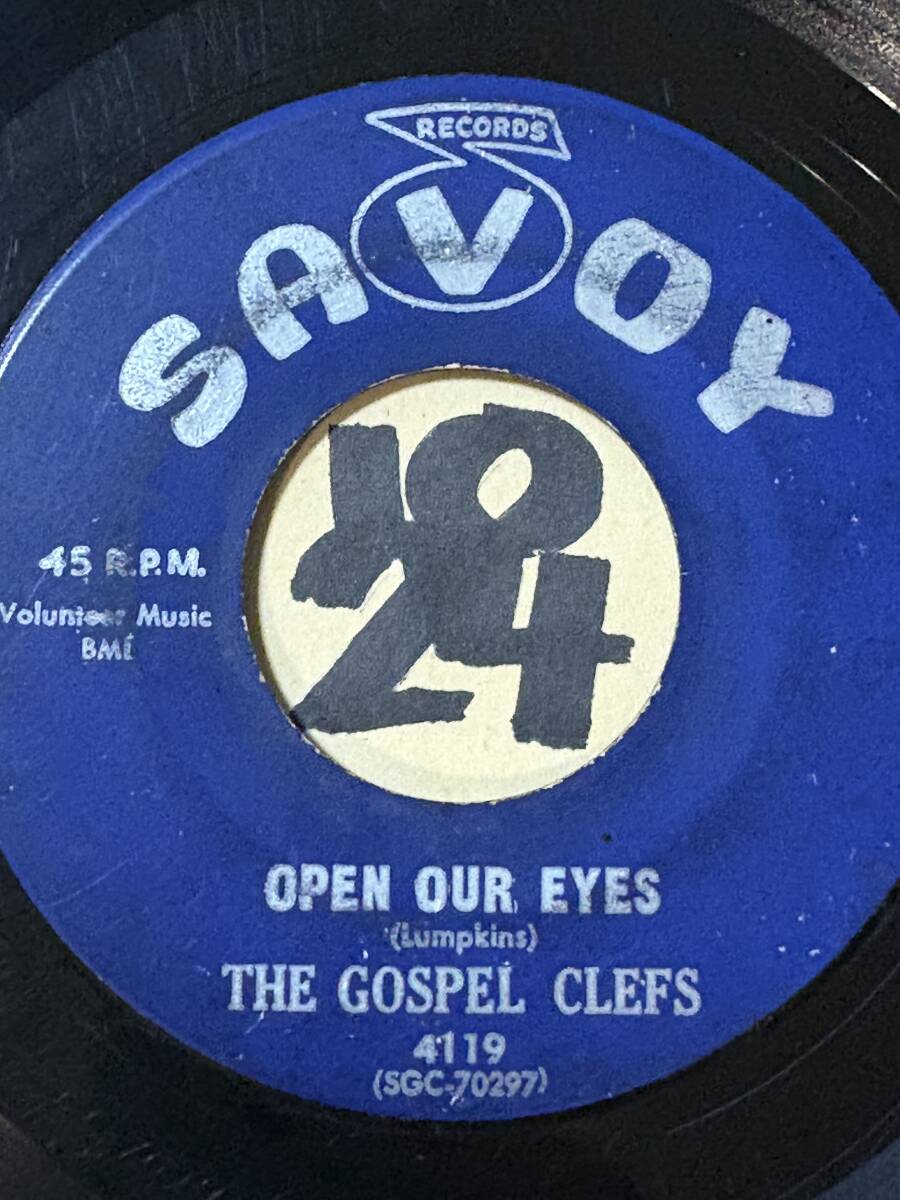 RECORDS
SAVOY
1024
45 R.P.M.
Volunteer Music
BMI
OPEN OUR EYES
(Lumpkins)
THE GOSPEL CLEFS
4119
(SGC-70297)